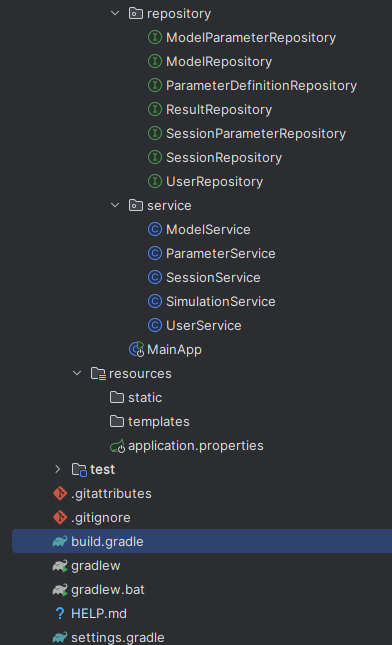 repository
ModelParameterRepository
ModelRepository
ParameterDefinitionRepository
ResultRepository
SessionParameterRepository
SessionRepository
UserRepository
service
ModelService
ParameterService
SessionService
SimulationService
UserService
MainApp
resources
static
templates
application.properties
test
.gitattributes
.gitignore
build.gradle
gradlew
gradlew.bat
HELP.md
settings.gradle